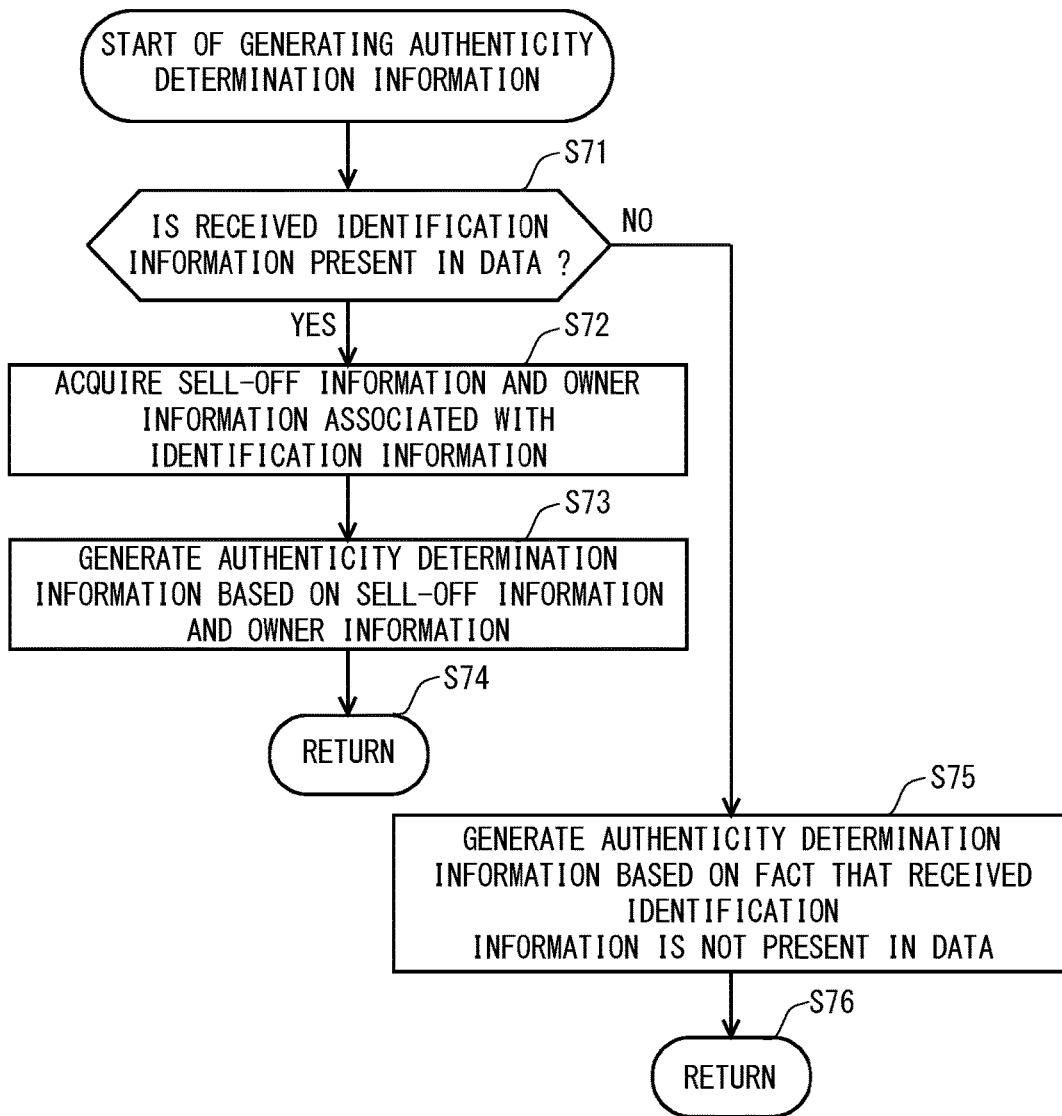 START OF GENERATING AUTHENTICITY
DETERMINATION INFORMATION
S71
IS RECEIVED IDENTIFICATION
INFORMATION PRESENT IN DATA ?
NO
YES
S72
ACQUIRE SELL-OFF INFORMATION AND OWNER
INFORMATION ASSOCIATED WITH
IDENTIFICATION INFORMATION
S73
GENERATE AUTHENTICITY DETERMINATION
INFORMATION BASED ON SELL-OFF INFORMATION
AND OWNER INFORMATION
S74
RETURN
S75
GENERATE AUTHENTICITY DETERMINATION
INFORMATION BASED ON FACT THAT RECEIVED
IDENTIFICATION
INFORMATION IS NOT PRESENT IN DATA
S76
RETURN